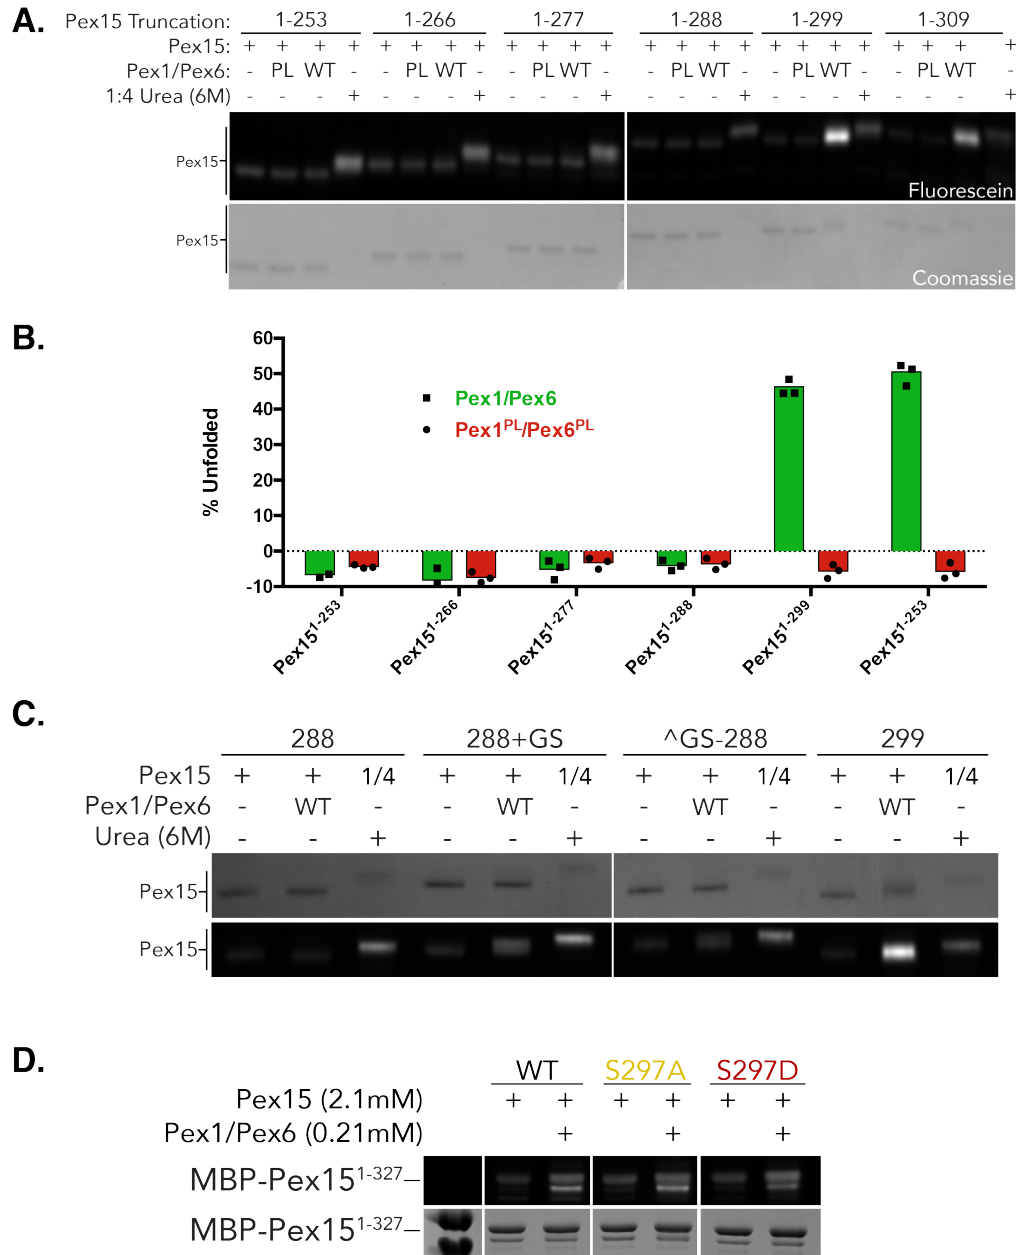 A.
Pex15 Truncation: 1-253 1-266 1-277 1-288 1-299 1-309
Pex15: + + + + + + + + + + + + + + + + + + + + + + + +
Pex1/Pex6: - PL WT - - PL WT - - PL WT - - PL WT - - PL WT - - PL WT -
1:4 Urea (6M) - - - + - - - + - - - + - - - + - - - + - - - +
Pex15
Fluorescein
Pex15
Coomassie
B.
60
50
40
30
20
10
0
-10
% Unfolded
Pex1/Pex6
Pex1PL/Pex6PL
Pex151-253
Pex151-266
Pex151-277
Pex151-288
Pex151-299
Pex151-253
C.
288 288+GS ^GS-288 299
Pex15 + + 1/4 + + 1/4 + + 1/4 + + 1/4
Pex1/Pex6 - WT - - WT - - WT - - WT -
Urea (6M) - - + - - + - - + - - +
Pex15
Pex15
D.
WT S297A S297D
Pex15 (2.1mM) + + + + + +
Pex1/Pex6 (0.21mM) + + +
MBP-Pex151-327
MBP-Pex151-327